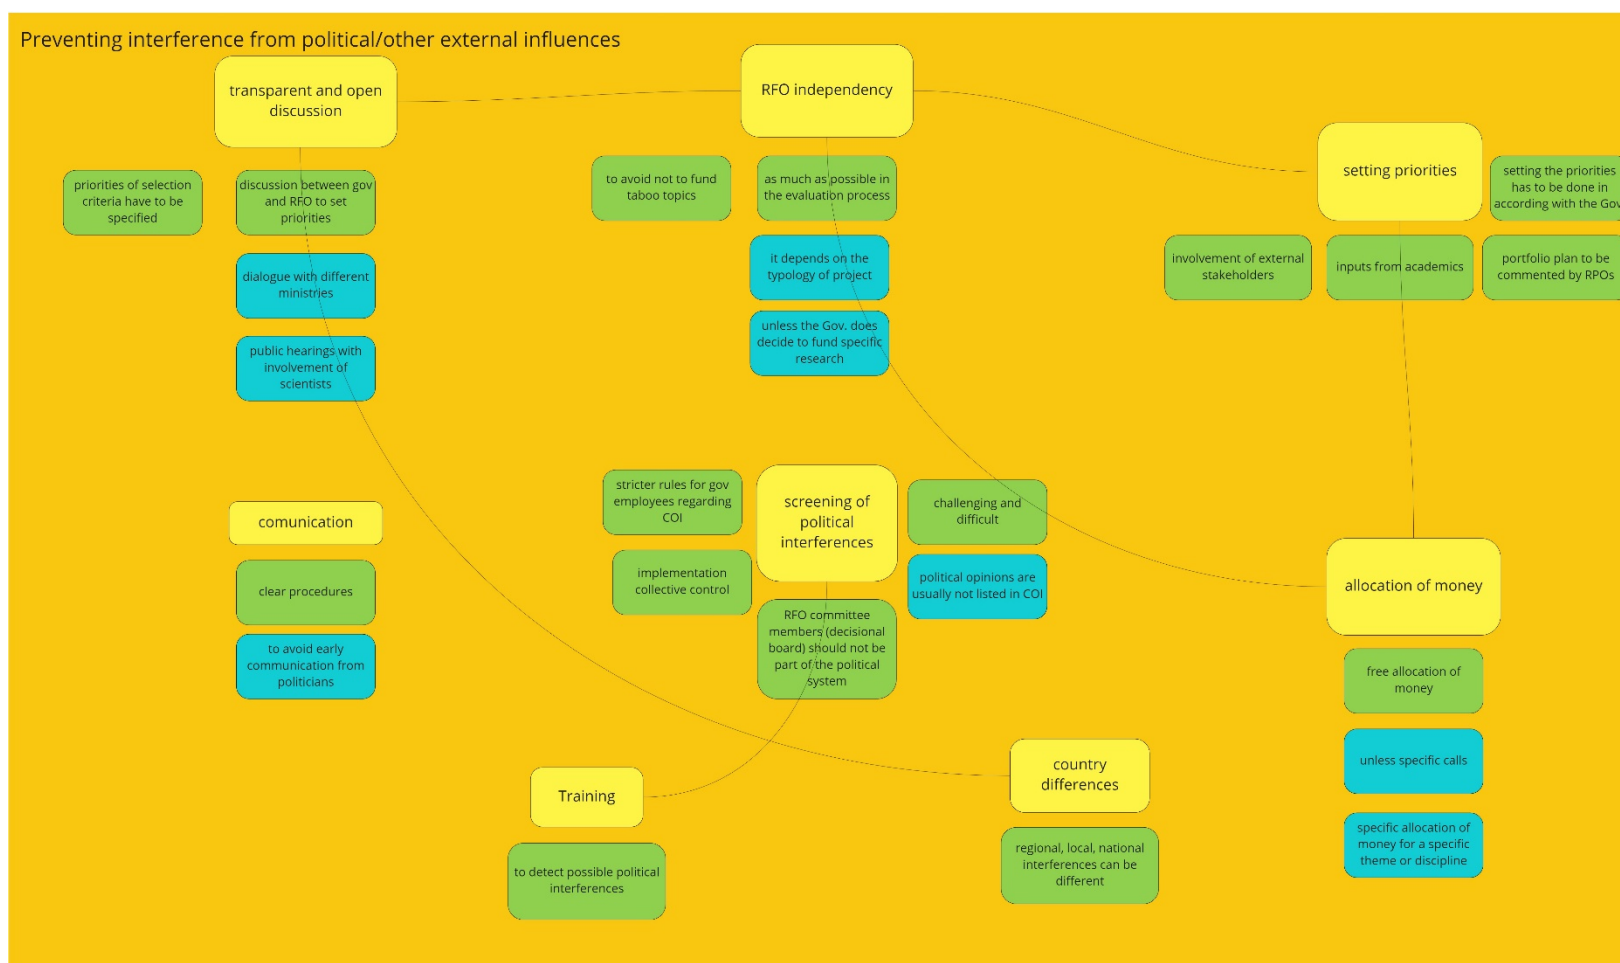 Preventing interference from political/other external influences
transparent and open
discussion
priorities of selection
criteria have to be
specified
discussion between gov
and RFO to set
priorities
dialogue with different
ministries
public hearings with
involvement of
scientists
RFO independency
to avoid not to fund
taboo topics
as much as possible in
the evaluation process
it depends on the
typology of project
unless the Gov. does
decide to fund specific
research
setting priorities
setting the priorities
has to be done in
according with the Gov
involvement of external
stakeholders
inputs from academics
portfolio plan to be
commented by RPOs
comunication
clear procedures
to avoid early
communication from
politicians
stricter rules for gov
employees regarding
COI
implementation
collective control
screening of
political
interferences
challenging and
difficult
political opinions are
usually not listed in COI
RFO committee
members (decisional
board) should not be
part of the political
system
allocation of money
free allocation of
money
unless specific calls
specific allocation of
money for a specific
theme or discipline
Training
to detect possible political
interferences
country
differences
regional, local, national
interferences can be
different